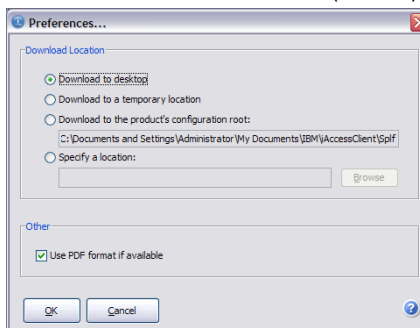 Preferences...
Download Location
Download to desktop
Download to a temporary location
Download to the product's configuration root:
C:\Documents and Settings\Administrator\My Documents\IBM\iAccessClient\Splf
Specify a location:
Browse
Other
Use PDF format if available
OK
Cancel